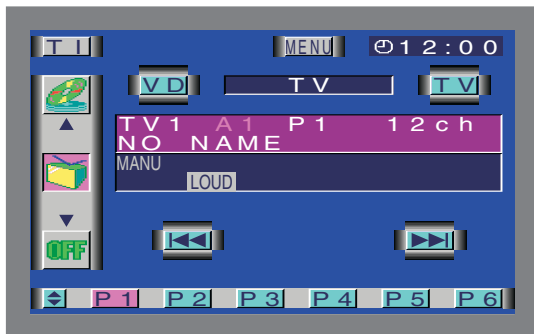 TI MENU 12:00
VD TV TV
TV1 A1 P1 12ch
NO NAME
MANU
LOUD
OFF
P1 P2 P3 P4 P5 P6